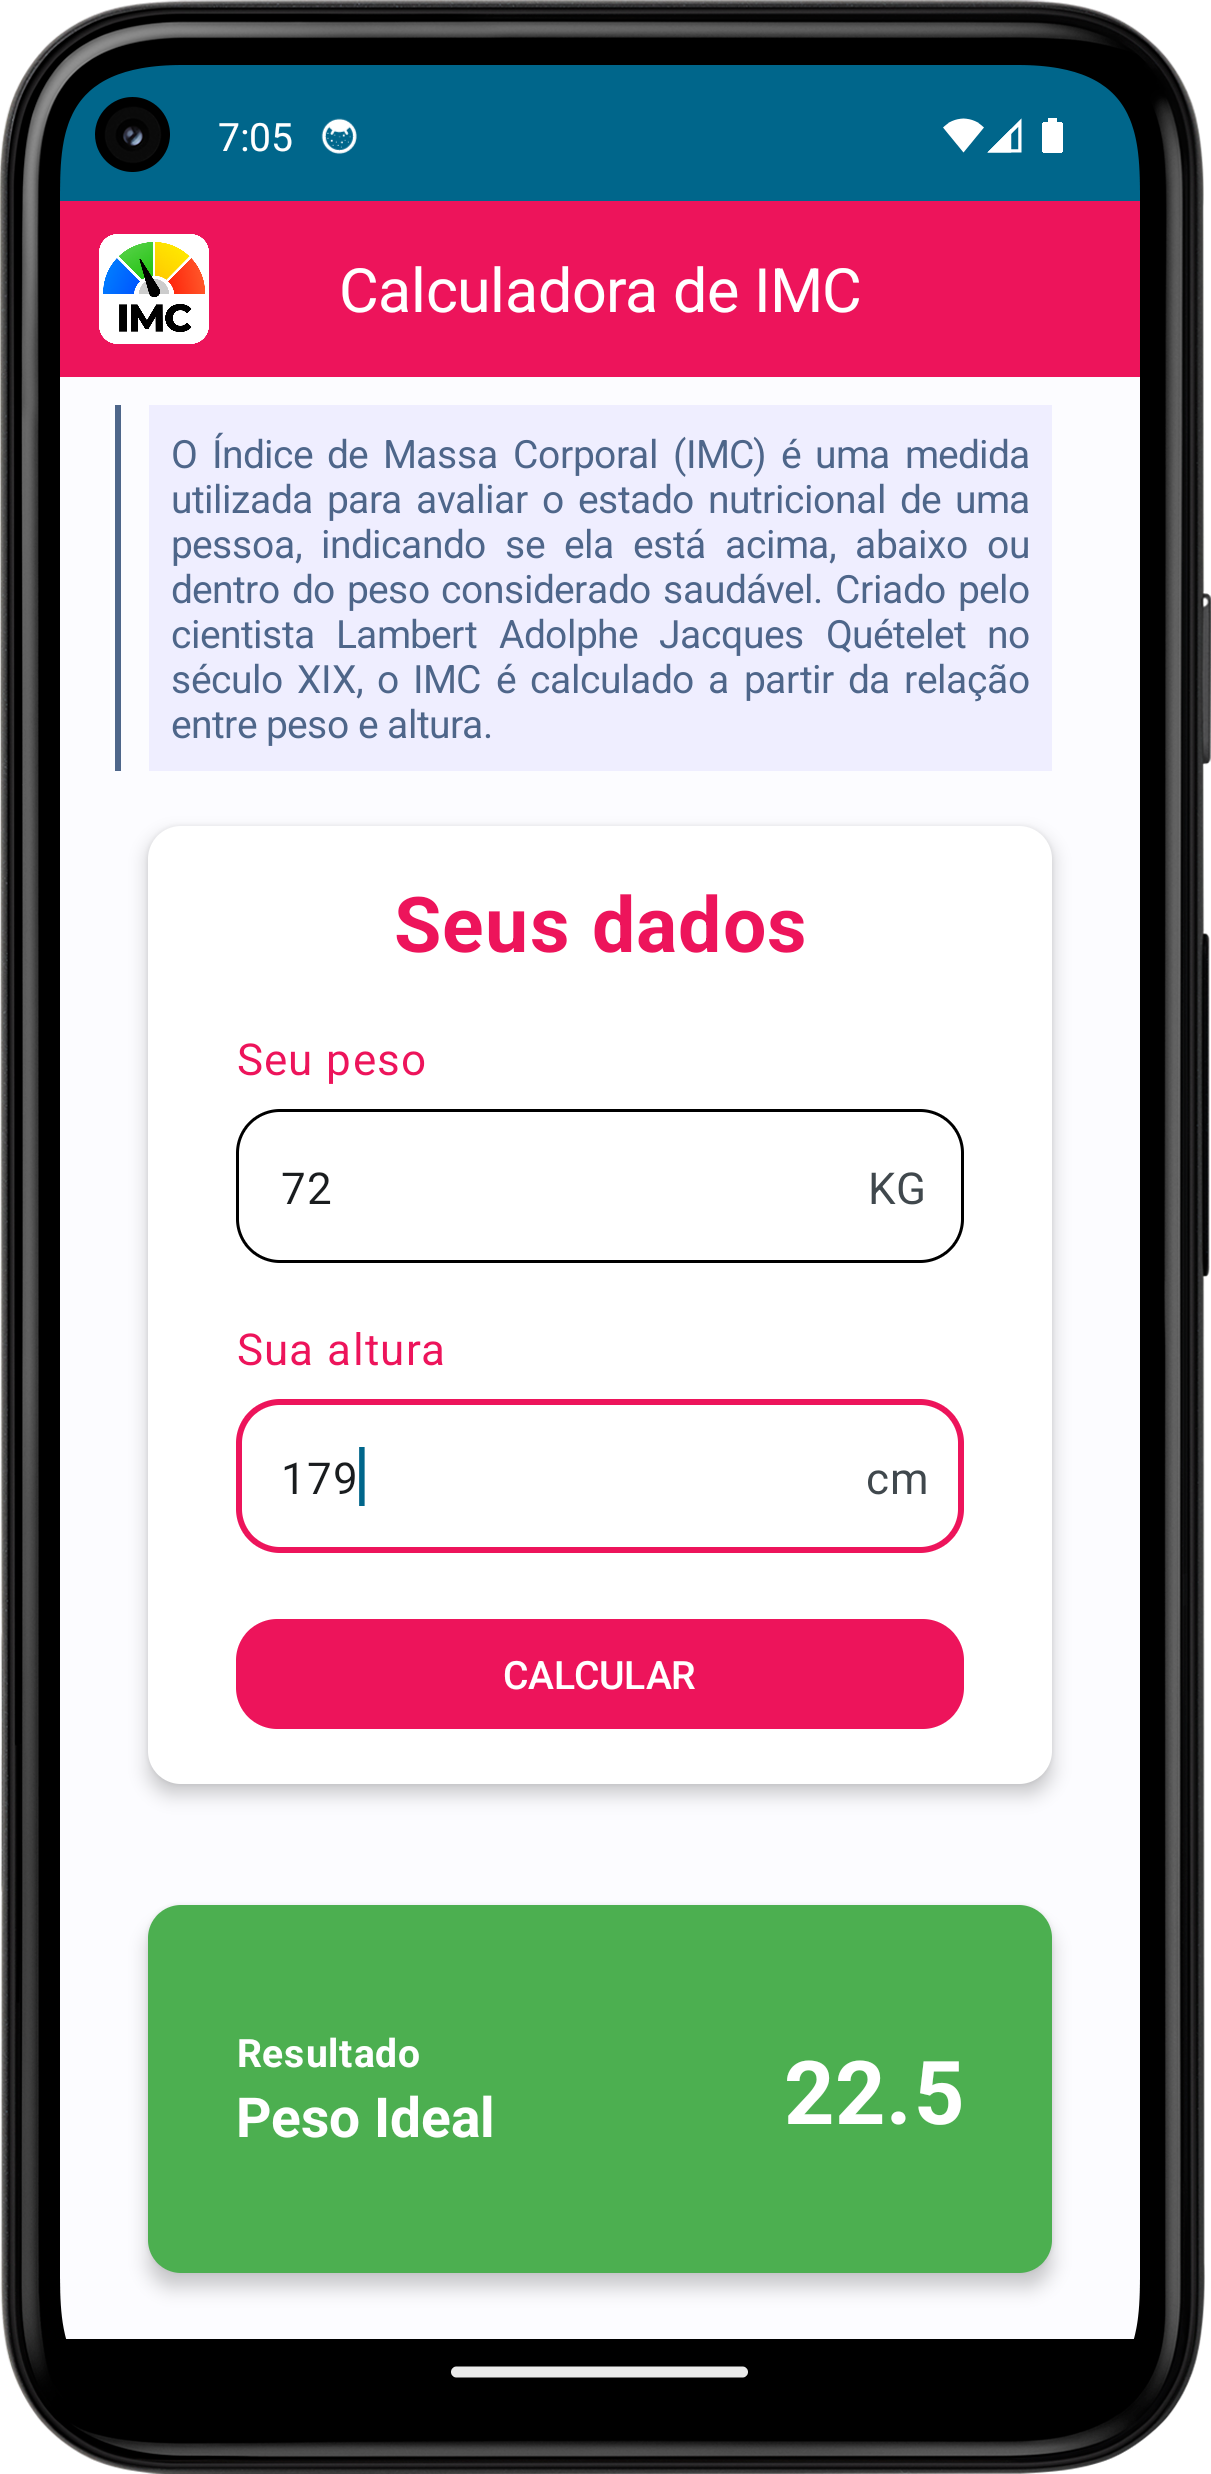 7:05
IMC
Calculadora de IMC
O Índice de Massa Corporal (IMC) é uma medida
utilizada para avaliar o estado nutricional de uma
pessoa, indicando se ela está acima, abaixo ou
dentro do peso considerado saudável. Criado pelo
cientista Lambert Adolphe Jacques Quételet no
século XIX, o IMC é calculado a partir da relação
entre peso e altura.
Seus dados
Seu peso
72 KG
Sua altura
179 cm
CALCULAR
Resultado
Peso Ideal
22.5